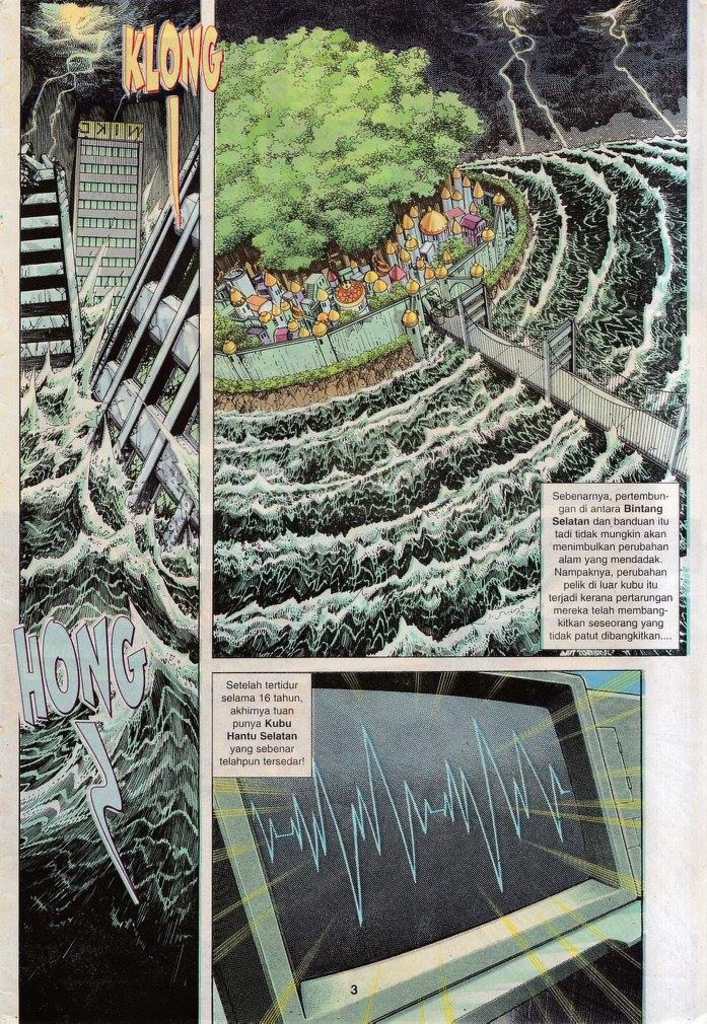 KLONG
HONG
Sebenarnya, pertembun-
gan di antara Bintang
Selatan dan banduan itu
tadi tidak mungkin akan
menimbulkan perubahan
alam yang mendadak.
Nampaknya, perubahan
pelik di luar kubu itu
terjadi kerana pertarungan
mereka telah membang-
kitkan seseorang yang
tidak patut dibangkitkan....
Setelah tertidur
selama 16 tahun,
akhirnya tuan
punya Kubu
Hantu Selatan
yang sebenar
telahpun tersedar!
3